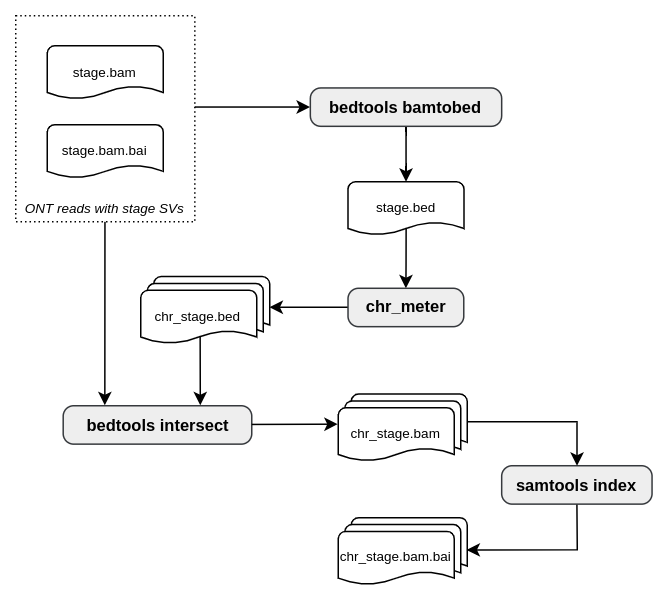 stage.bam
stage.bam.bai
ONT reads with stage SVs
bedtools bamtobed
stage.bed
chr_meter
chr_stage.bed
bedtools intersect
chr_stage.bam
samtools index
chr_stage.bam.bai